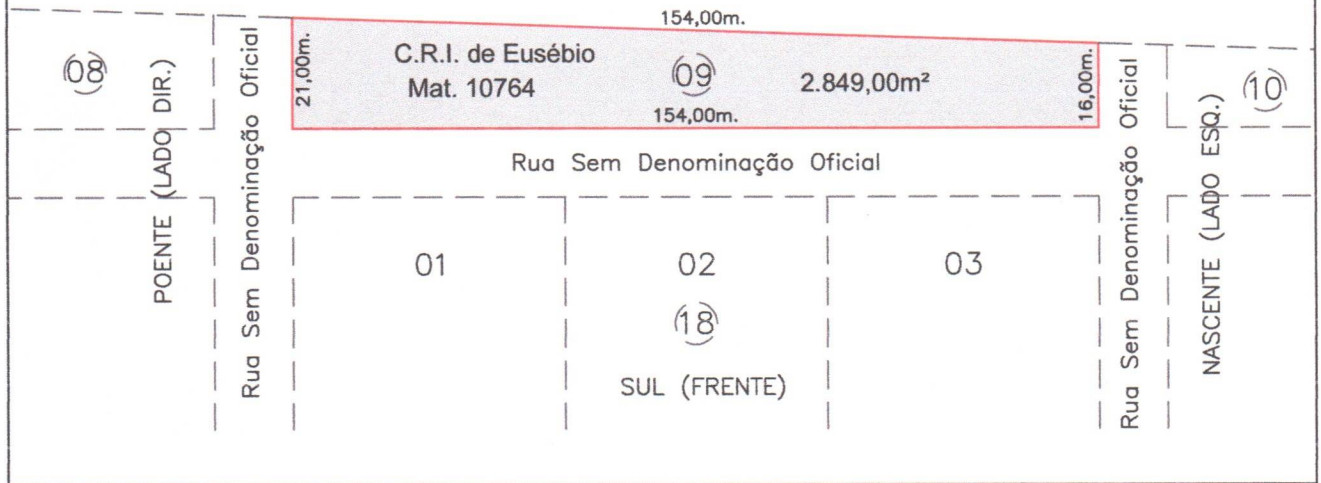 154,00m.
(08)
POENTE (LADO DIR.)
Rua Sem Denominação Oficial
21,00m.
C.R.I. de Eusébio
Mat. 10764
(09)
2.849,00m²
154,00m.
16,00m.
Rua Sem Denominação Oficial
NASCENTE (LADO ESQ.)
(10)
Rua Sem Denominação Oficial
01
02
03
(18)
SUL (FRENTE)